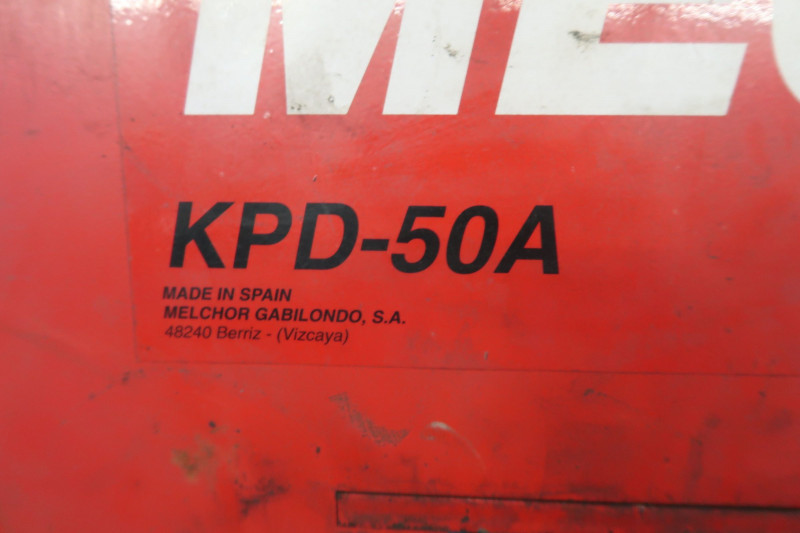 KPD-50A
MADE IN SPAIN
MELCHOR GABILONDO, S.A.
48240 Berriz - (Vizcaya)